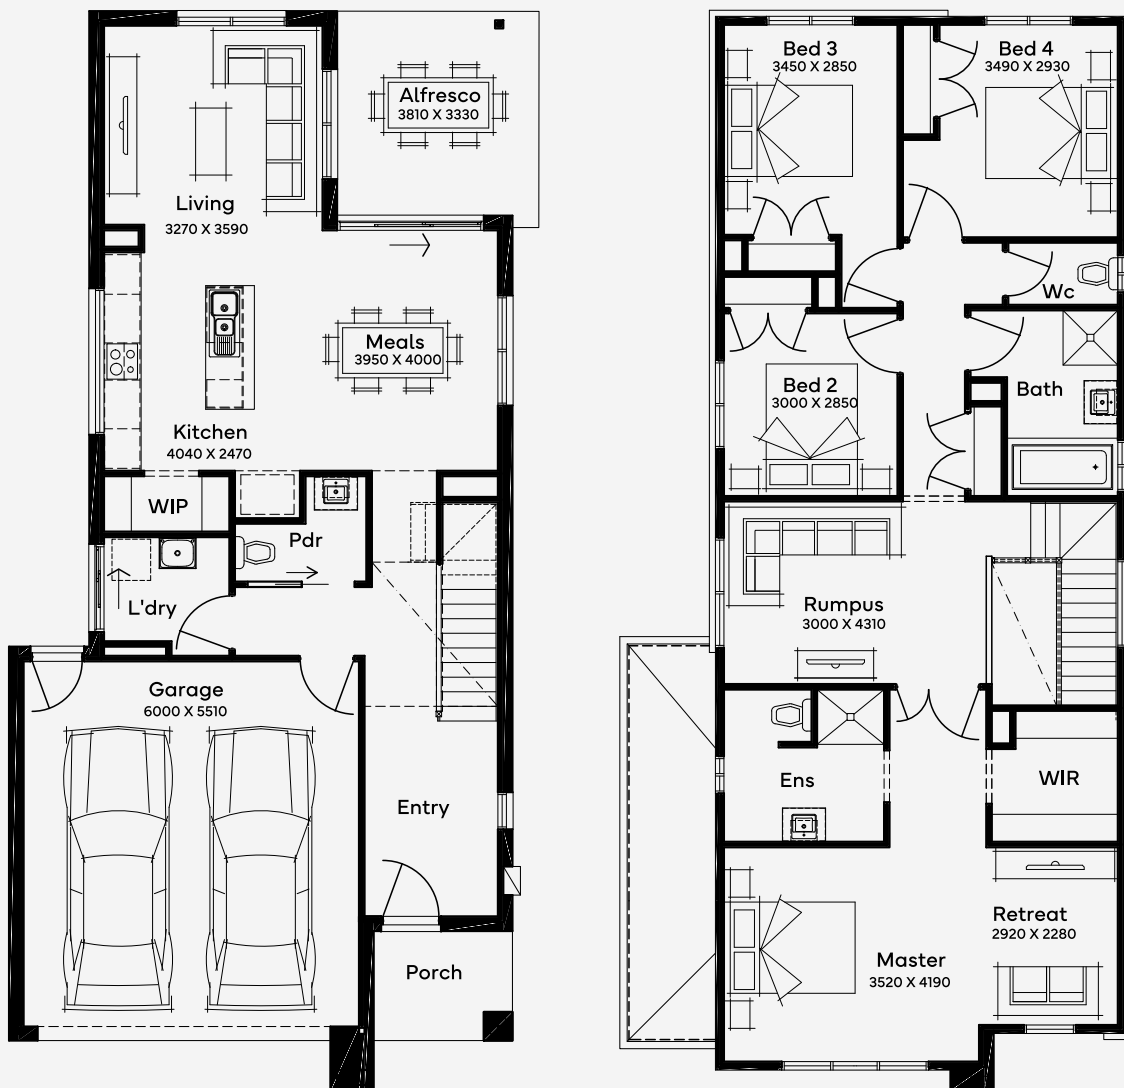 Alfresco
3810 X 3330
Living
3270 X 3590
Meals
3950 X 4000
Kitchen
4040 X 2470
WIP
Pdr
L'dry
Garage
6000 X 5510
Entry
Porch
Bed 3
3450 X 2850
Bed 4
3490 X 2930
Wc
Bed 2
3000 X 2850
Bath
Rumpus
3000 X 4310
Ens
WIR
Retreat
2920 X 2280
Master
3520 X 4190